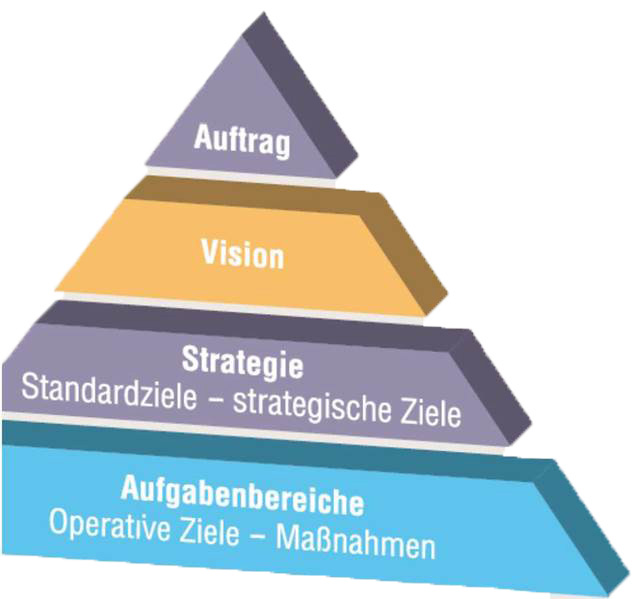 Auftrag
Vision
Strategie
Standardziele – strategische Ziele
Aufgabenbereiche
Operative Ziele – Maßnahmen